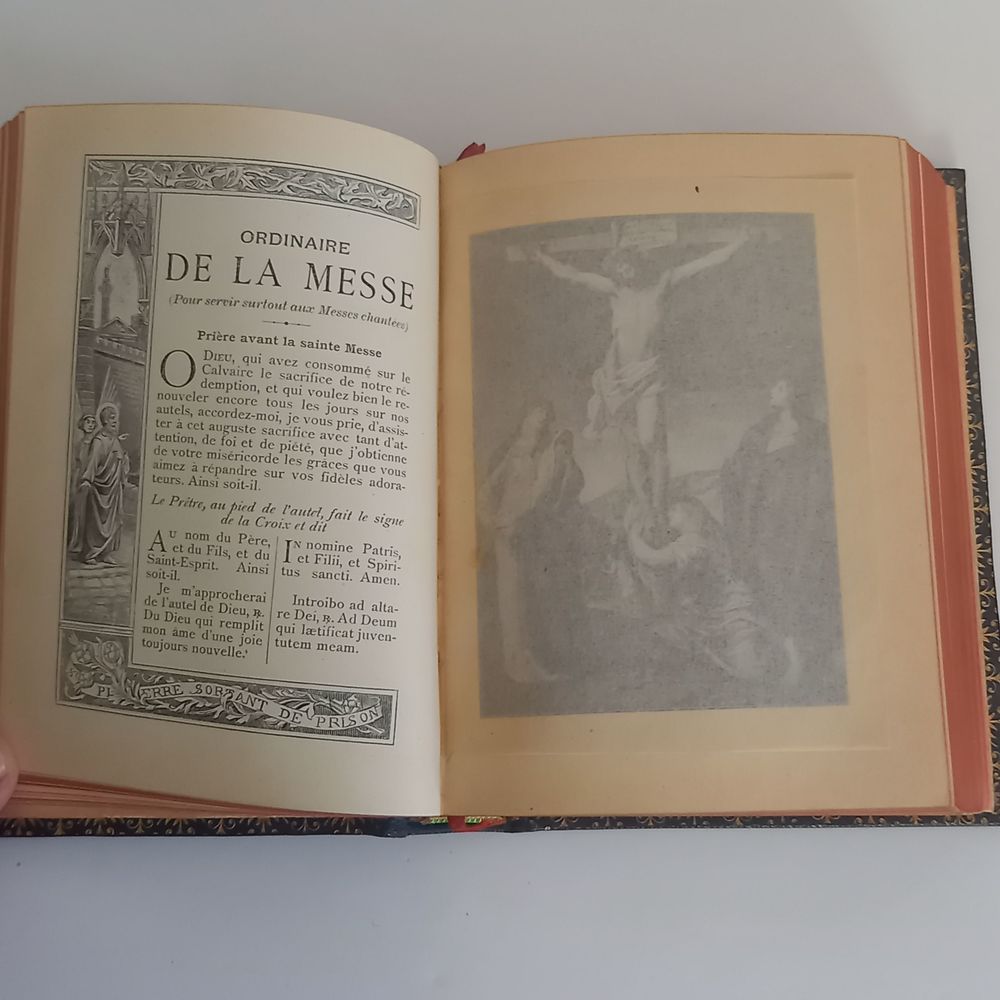 ORDINAIRE
DE LA MESSE
(Pour servir surtout aux Messes chantées)
Prière avant la sainte Messe
O DIEU, qui avez consommé sur le
Calvaire le sacrifice de notre ré-
demption, et qui voulez bien le re-
nouveler encore tous les jours sur nos
autels, accordez-moi, je vous prie, d'assis-
ter à cet auguste sacrifice avec tant d'at-
tention, de foi et de piété, que j'obtienne
de votre miséricorde les grâces que vous
aimez à répandre sur vos fidèles adora-
teurs. Ainsi soit-il.
Le Prêtre, au pied de l'autel, fait le signe
de la Croix et dit
AU nom du Père,
et du Fils, et du
Saint-Esprit. Ainsi
soit-il.
Je m'approcherai
de l'autel de Dieu, ℟.
Du Dieu qui remplit
mon âme d'une joie
toujours nouvelle.
IN nomine Patris,
et Filii, et Spiri-
tus sancti. Amen.
Introibo ad alta-
re Dei, ℟. Ad Deum
qui lætificat juven-
tutem meam.
PIERRE SORTANT DE PRISON